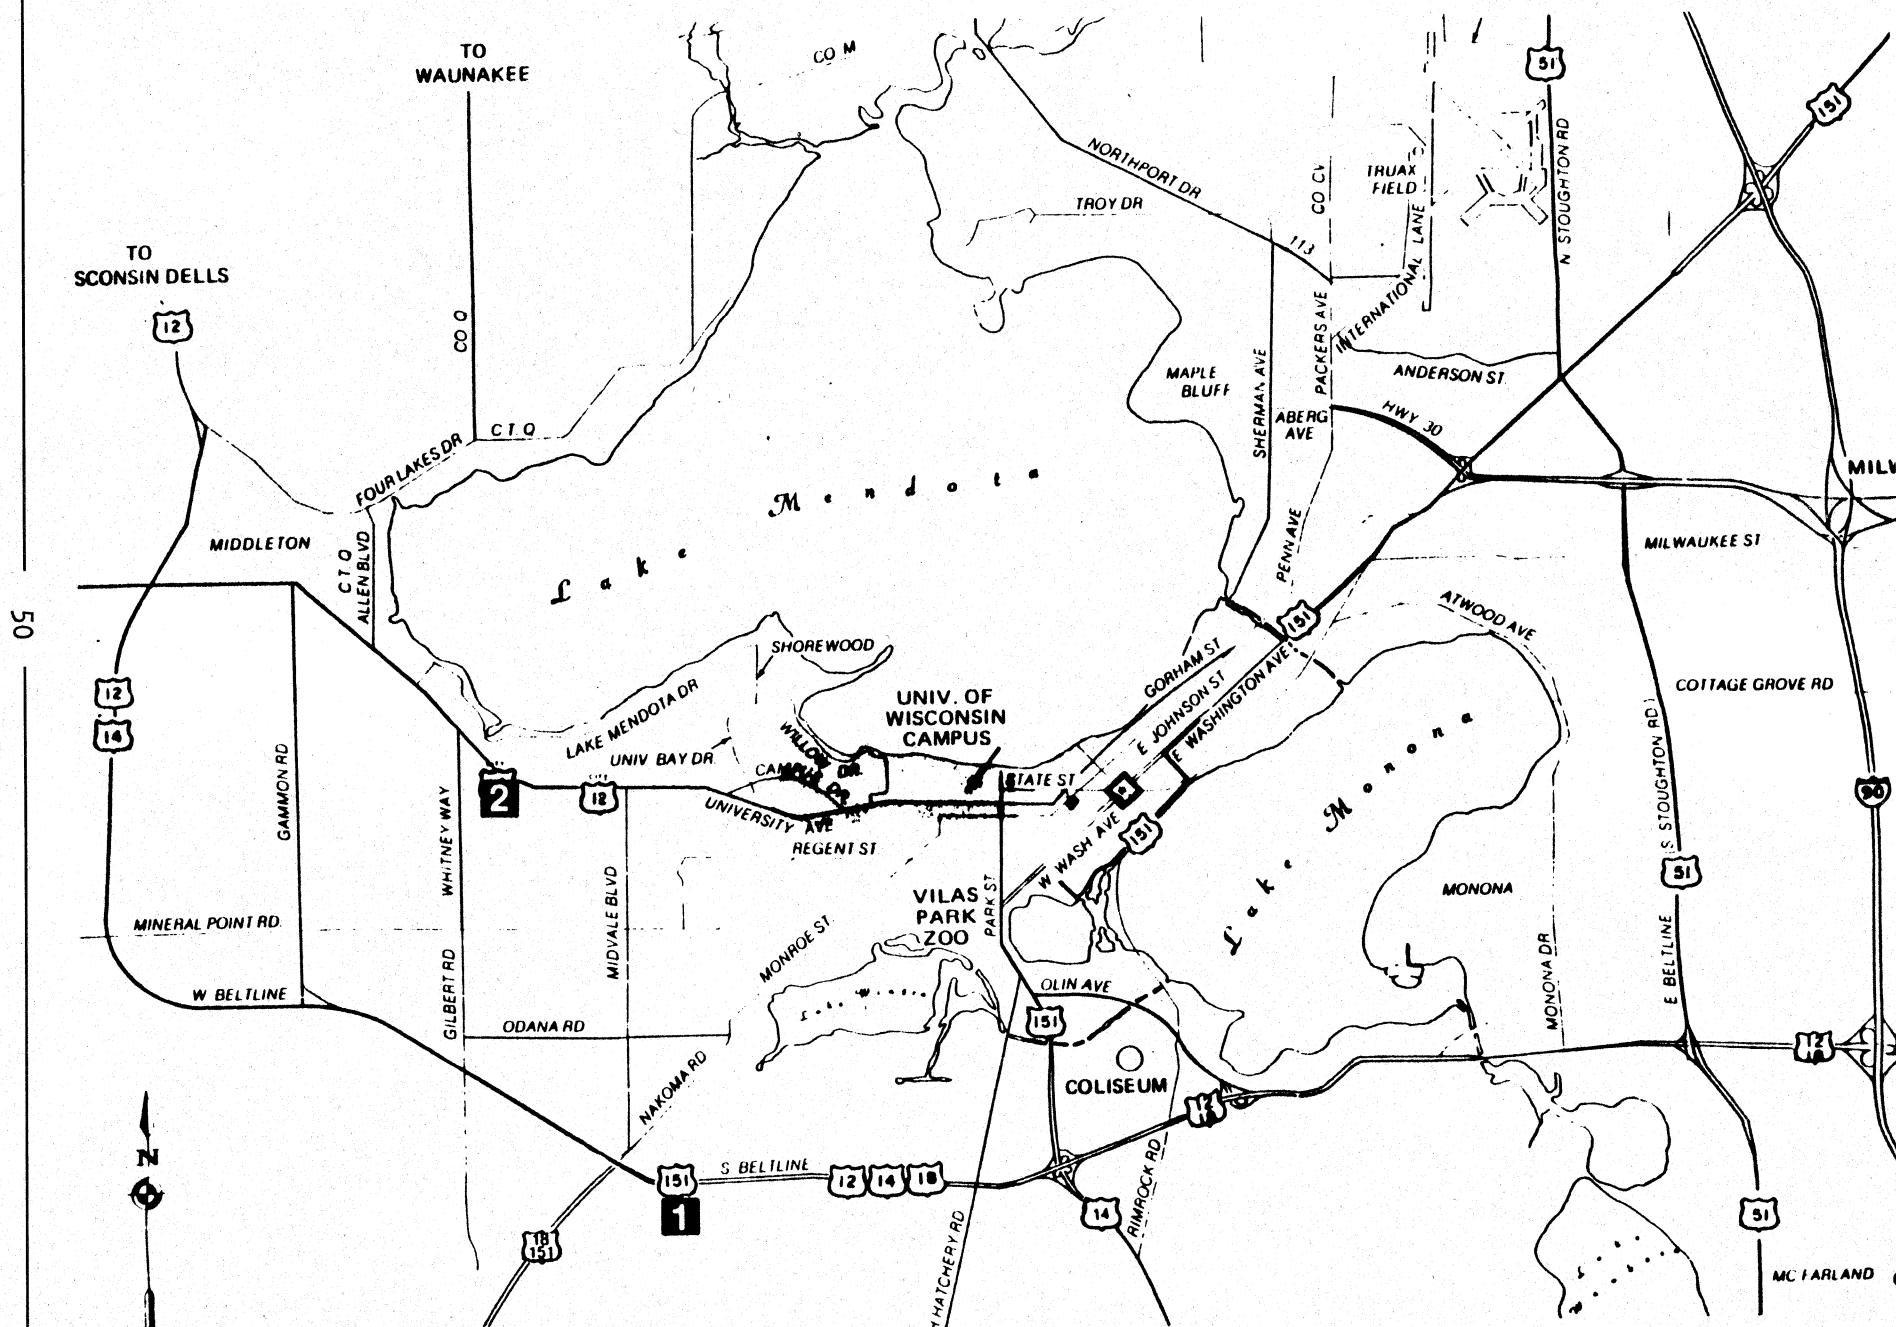 TO
WAUNAKEE
CO M
51
151
NORTHPORT DR
TROY DR
CO CV
TRUAX
FIELD
N STOUGHTON RD
TO
SCONSIN DELLS
12
113
INTERNATIONAL LANE
CO Q
PACKERS AVE
SHERMAN AVE
MAPLE
BLUFF
ANDERSON ST
ABERG
AVE
HWY 30
C T Q
FOUR LAKES DR
Lake Mendota
MILW
MIDDLETON
C T Q
ALLEN BLVD
PENN AVE
MILWAUKEE ST
50
151
ATWOOD AVE
SHOREWOOD
GORHAM ST
E JOHNSON ST
E WASHINGTON AVE
COTTAGE GROVE RD
12
14
LAKE MENDOTA DR
UNIV. OF
WISCONSIN
CAMPUS
UNIV BAY DR
WILLOW DR
CAMPUS DR
STATE ST
GAMMON RD
WHITNEY WAY
2
12
UNIVERSITY AVE
REGENT ST
W WASH AVE
151
Lake Monona
90
S STOUGHTON RD
51
MONONA
MIDVALE BLVD
VILAS
PARK
ZOO
PARK ST
MINERAL POINT RD
MONROE ST
W BELTLINE
GILBERT RD
ODANA RD
OLIN AVE
151
MONONA DR
E BELTLINE
12
18
NAKOMA RD
COLISEUM
12
18
N
S BELTLINE
151
1
12
14
18
14
RIMROCK RD
51
18
151
HATCHERY RD
MC FARLAND